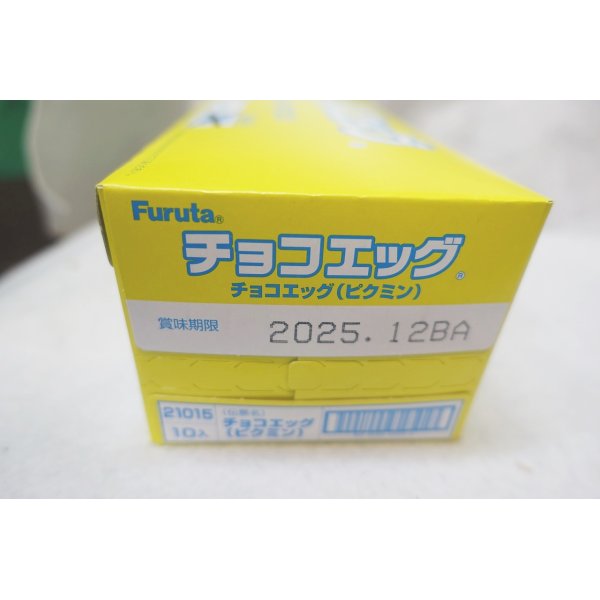 Furuta®
チョコエッグ®
チョコエッグ(ピクミン)
賞味期限 2025.12BA
21015 (伝票名)
チョコエッグ
10入 (ピクミン)